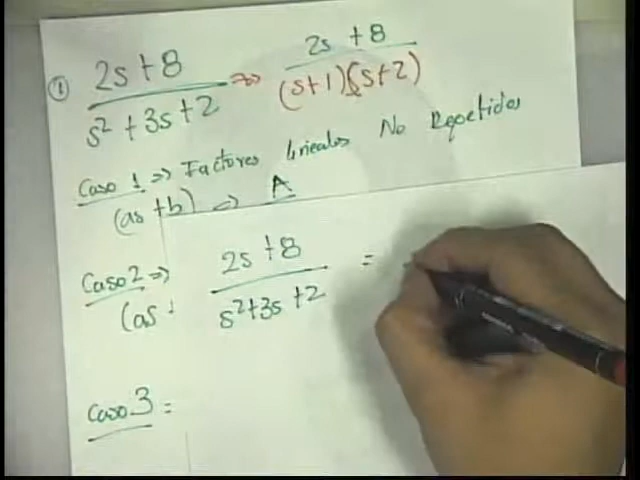 ① 2s+8 / s²+3s+2 ⇒ 2s+8 / (s+1)(s+2)
Caso 1 ⇒ Factores lineales No Repetidos
(as+b) ⇒ A
Caso 2 ⇒
(as +
2s+8 / s²+3s+2 =
Caso 3 =